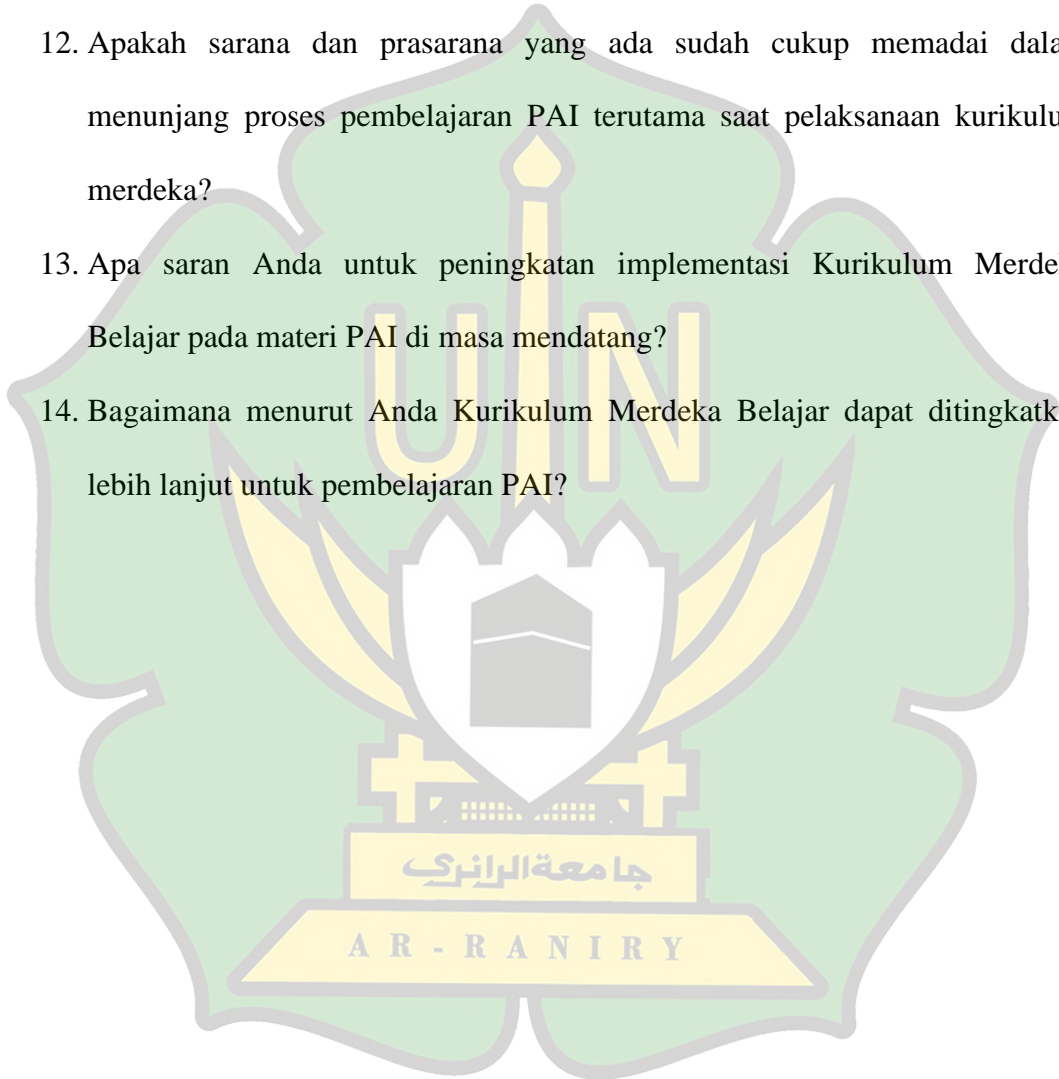 12. Apakah sarana dan prasarana yang ada sudah cukup memadai dala
menunjang proses pembelajaran PAI terutama saat pelaksanaan kurikulu
merdeka?
13. Apa saran Anda untuk peningkatan implementasi Kurikulum Merdel
Belajar pada materi PAI di masa mendatang?
14. Bagaimana menurut Anda Kurikulum Merdeka Belajar dapat ditingkatk
lebih lanjut untuk pembelajaran PAI?
UIN
جامعةالرانري
AR-RANIRY